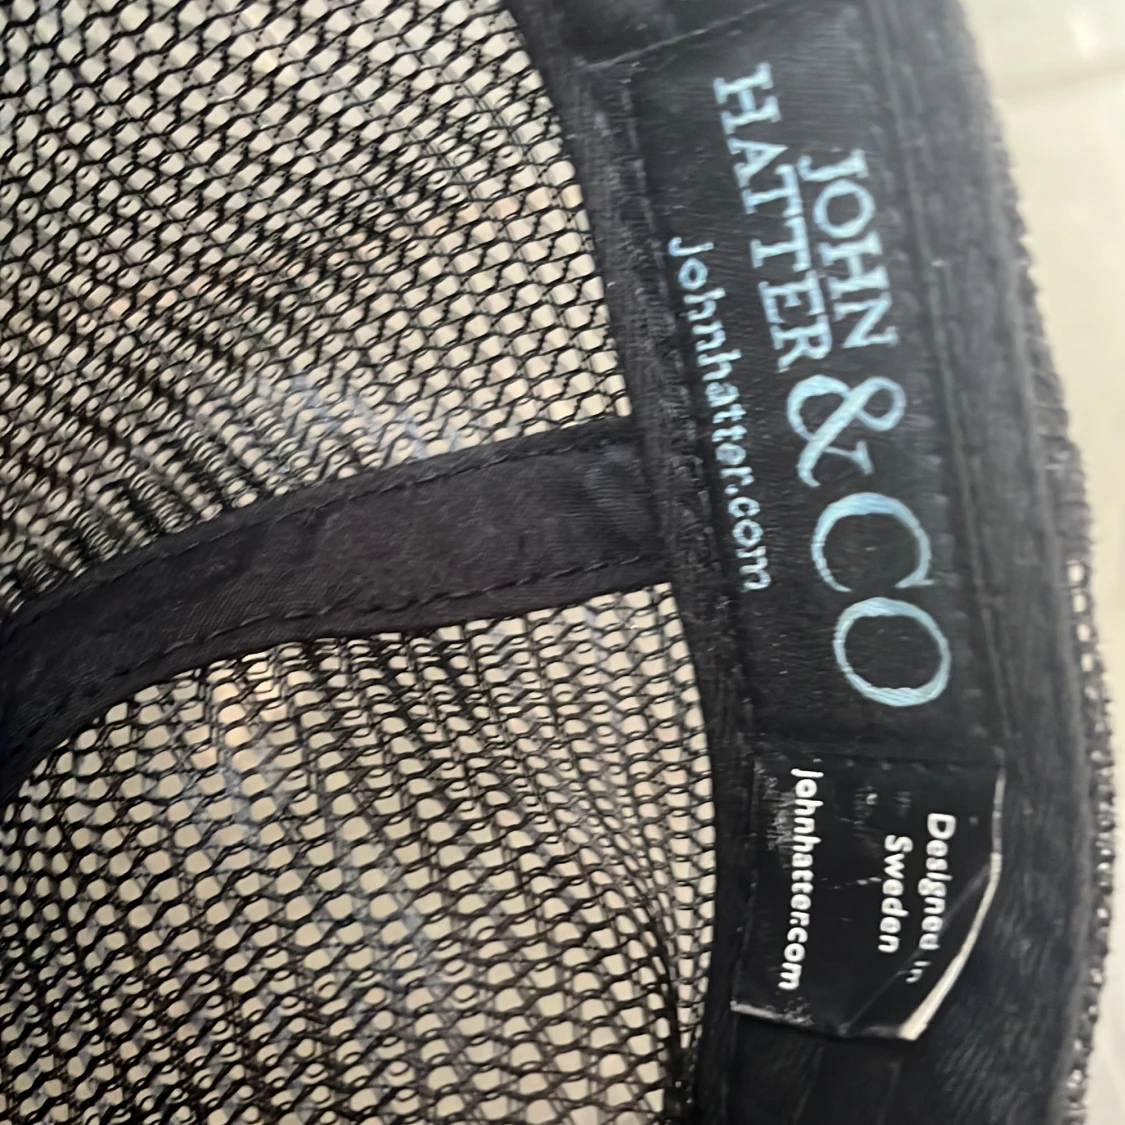 JOHN
HATTER
& CO
johnhatter.com
Designed in
Sweden
johnhatter.com